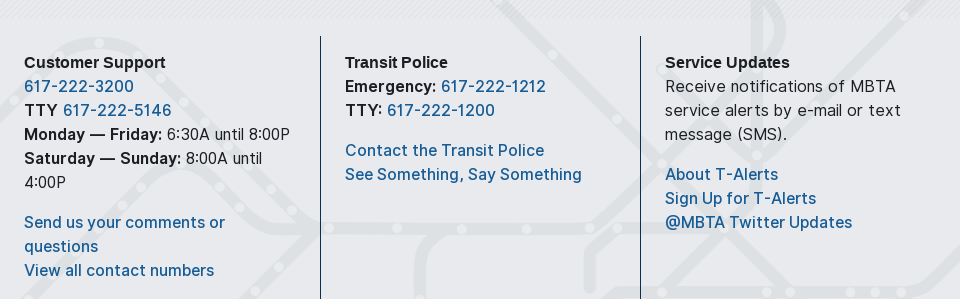 Customer Support
617-222-3200
TTY 617-222-5146
Monday — Friday: 6:30A until 8:00P
Saturday — Sunday: 8:00A until
4:00P
Send us your comments or
questions
View all contact numbers
Transit Police
Emergency: 617-222-1212
TTY: 617-222-1200
Contact the Transit Police
See Something, Say Something
Service Updates
Receive notifications of MBTA
service alerts by e-mail or text
message (SMS).
About T-Alerts
Sign Up for T-Alerts
@MBTA Twitter Updates